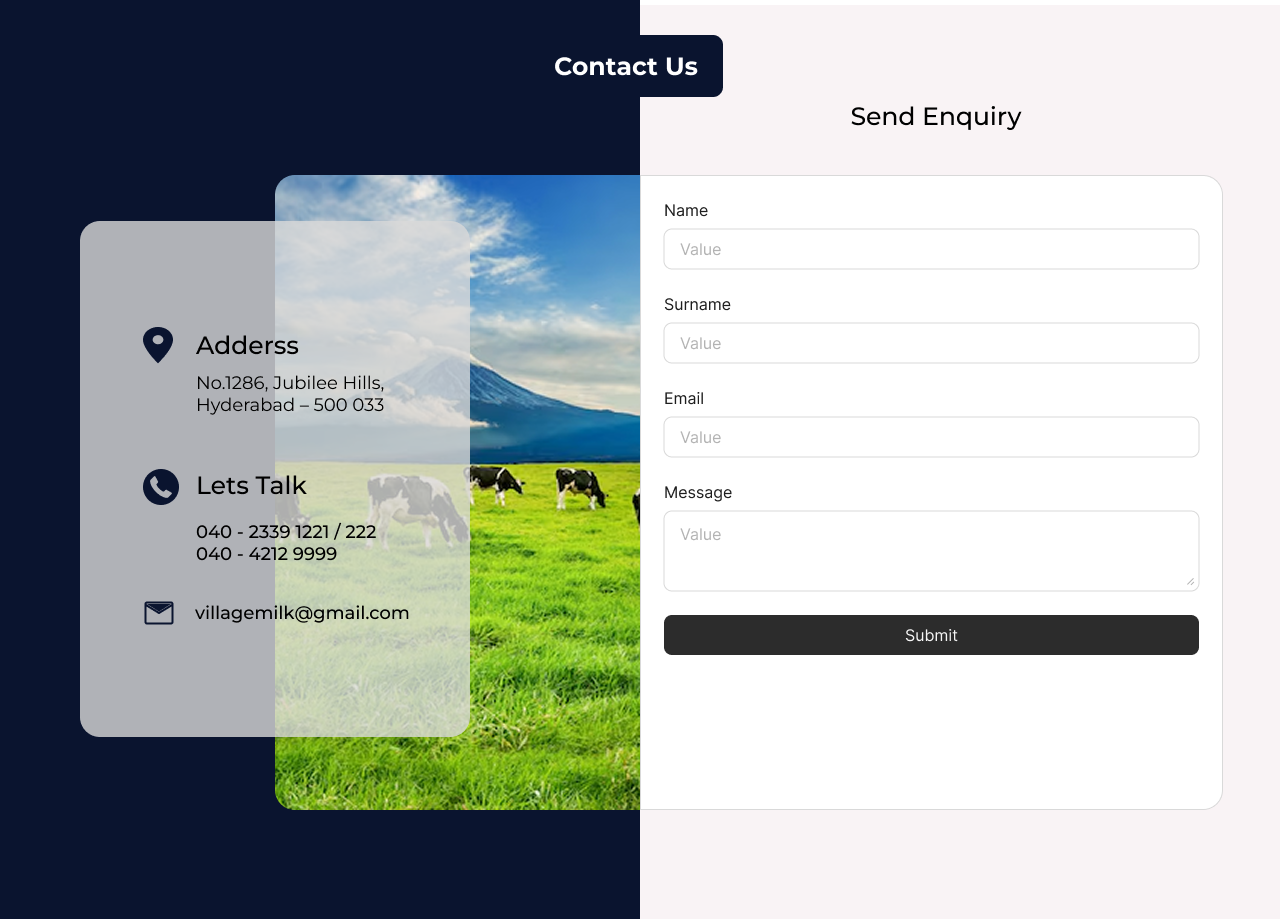 Contact Us
Send Enquiry
Adderss
No.1286, Jubilee Hills,
Hyderabad – 500 033
Lets Talk
040 - 2339 1221 / 222
040 - 4212 9999
villagemilk@gmail.com
Name
Value
Surname
Value
Email
Value
Message
Value
Submit